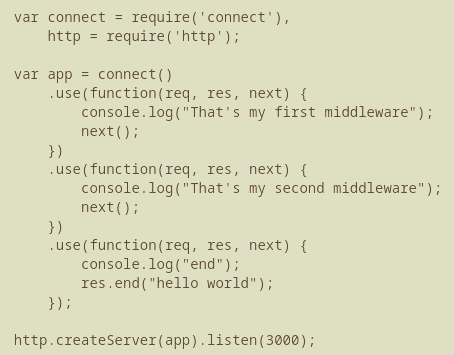 var connect = require('connect'),
    http = require('http');

var app = connect()
    .use(function(req, res, next) {
        console.log("That's my first middleware");
        next();
    })
    .use(function(req, res, next) {
        console.log("That's my second middleware");
        next();
    })
    .use(function(req, res, next) {
        console.log("end");
        res.end("hello world");
    });

http.createServer(app).listen(3000);